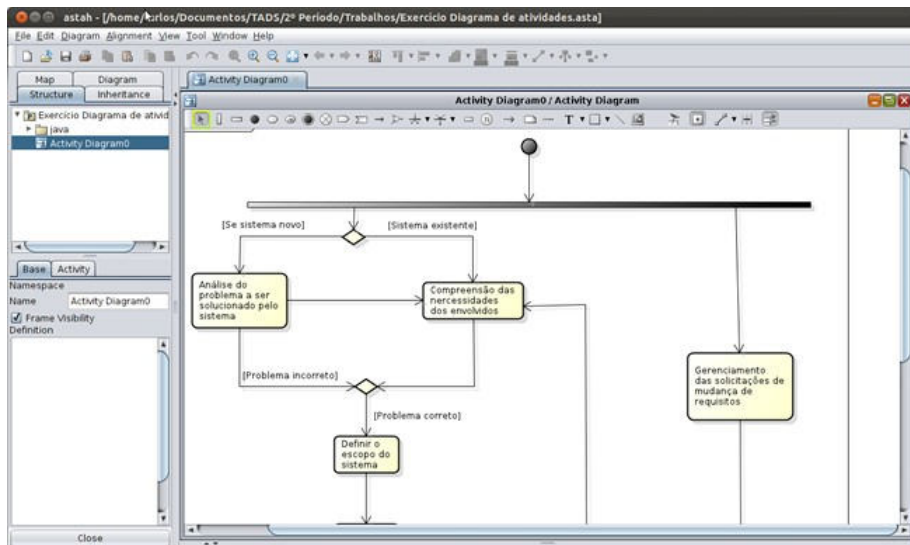 astah - [/home/carlos/Documentos/TADS/2º Periodo/Trabalhos/Exercicio Diagrama de atividades.asta]
File Edit Diagram Alignment View Tool Window Help
Map Diagram
Structure Inheritance
Exercicio Diagrama de ativid
java
Activity Diagram0
Base Activity
Namespace
Name Activity Diagram0
Frame Visibility
Definition
Close
Activity Diagram0
Activity Diagram0 / Activity Diagram
T
[Se sistema novo]
[Sistema existente]
Análise do
problema a ser
solucionado pelo
sistema
Compreensão das
nercessidades
dos envolvidos
Gerenciamento
das solicitações de
mudança de
requisitos
[Problema incorreto]
[Problema correto]
Definir o
escopo do
sistema